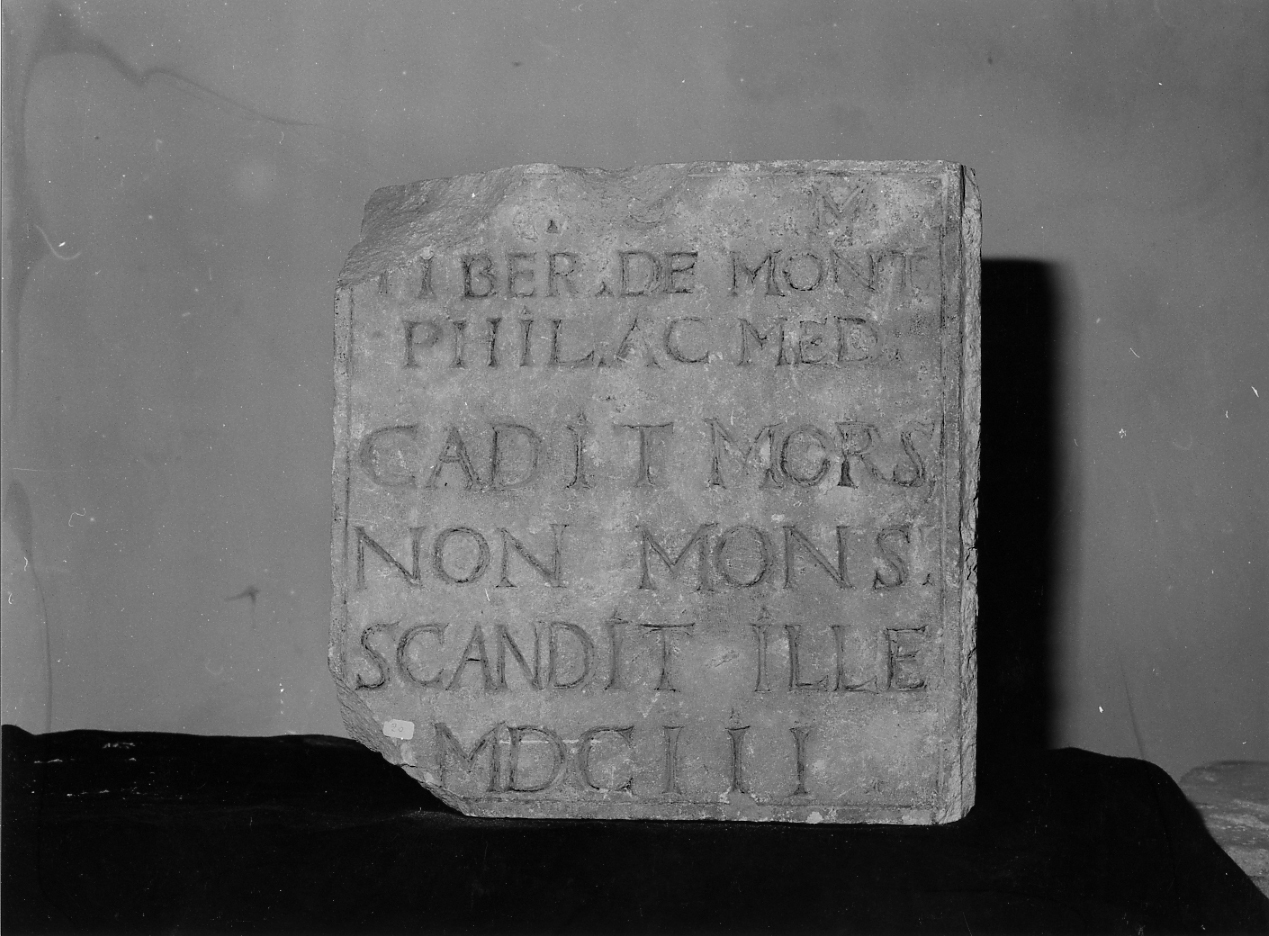 M
TIBER. DE MONT.
PHIL. AC MED.
CADIT MORS
NON MONS.
SCANDIT ILLE
MDCIII